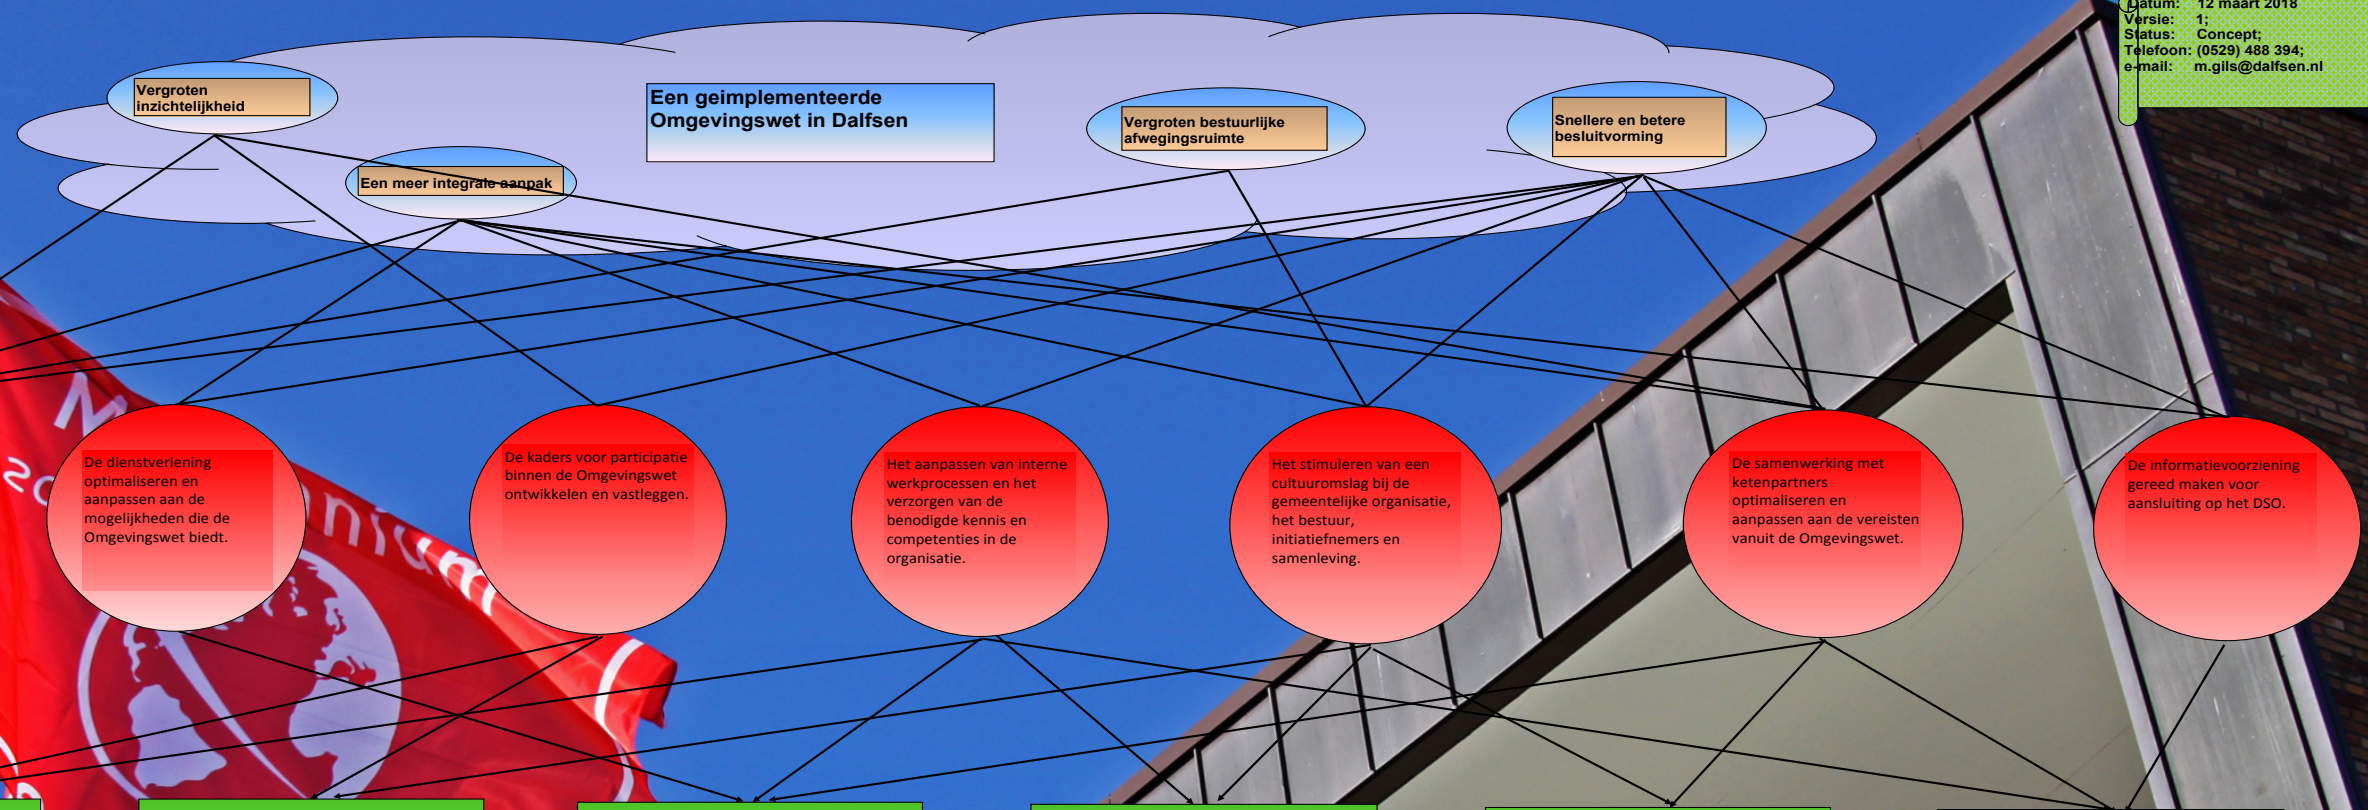 Datum: 12 maart 2018
Versie: 1;
Status: Concept;
Telefoon: (0529) 488 394;
e-mail: m.gils@dalfsen.nl
Vergroten
inzichtelijkheid
Een geimplementeerde
Omgevingswet in Dalfsen
Vergroten bestuurlijke
afwegingsruimte
Snellere en betere
besluitvorming
Een meer integrale aanpak
De dienstverlening
optimaliseren en
aanpassen aan de
mogelijkheden die de
Omgevingswet biedt.
De kaders voor participatie
binnen de Omgevingswet
ontwikkelen en vastleggen.
Het aanpassen van interne
werkprocessen en het
verzorgen van de
benodigde kennis en
competenties in de
organisatie.
Het stimuleren van een
cultuuromslag bij de
gemeentelijke organisatie,
het bestuur,
initiatiefnemers en
samenleving.
De samenwerking met
ketenpartners
optimaliseren en
aanpassen aan de vereisten
vanuit de Omgevingswet.
De informatievoorziening
gereed maken voor
aansluiting op het DSO.